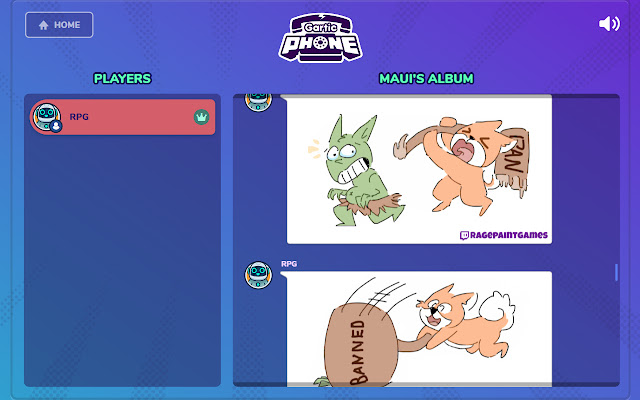 HOME
Gartic
PHONE
PLAYERS
MAUI'S ALBUM
RPG
BAN
RAGEPAINTGAMES
RPG
BANNED